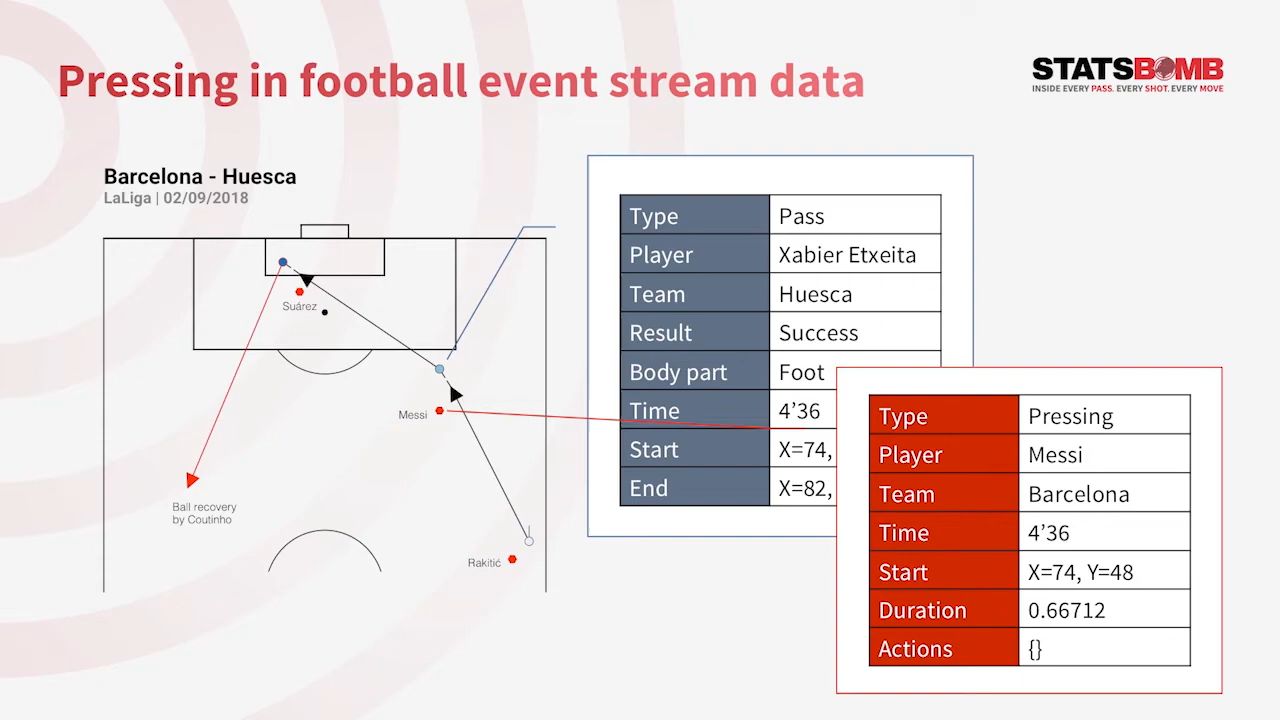 Pressing in football event stream data
STATSBOMB
INSIDE EVERY PASS. EVERY SHOT. EVERY MOVE
Barcelona - Huesca
LaLiga | 02/09/2018
Suárez
Messi
Rakitić
Ball recovery
by Coutinho
Type Pass
Player Xabier Etxeita
Team Huesca
Result Success
Body part Foot
Time 4’36
Start X=74,
End X=82,
Type Pressing
Player Messi
Team Barcelona
Time 4’36
Start X=74, Y=48
Duration 0.66712
Actions {}